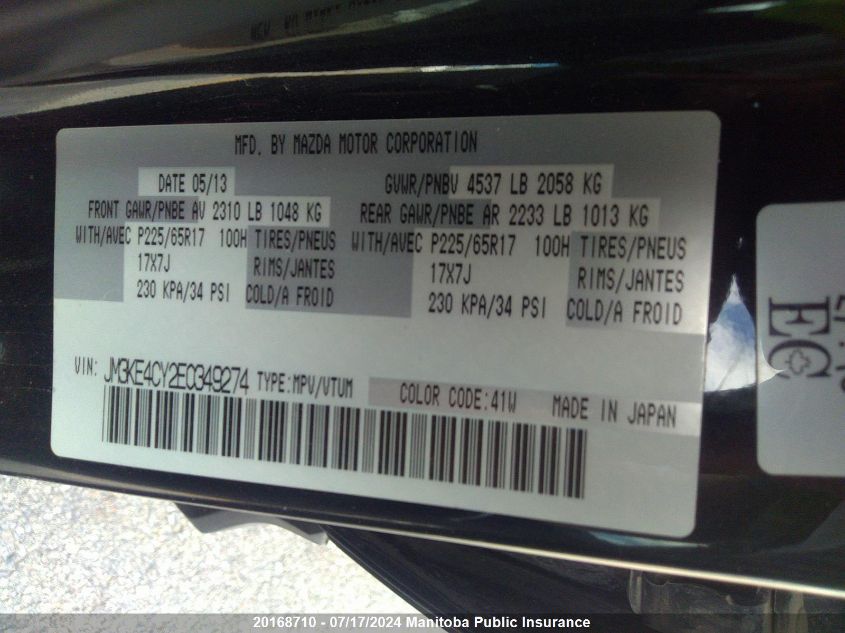 MFD. BY MAZDA MOTOR CORPORATION
DATE 05/13 GVWR/PNBV 4537 LB 2058 KG
FRONT GAWR/PNBE AV 2310 LB 1048 KG REAR GAWR/PNBE AR 2233 LB 1013 KG
WITH/AVEC P225/65R17 100H TIRES/PNEUS WITH/AVEC P225/65R17 100H TIRES/PNEUS
17X7J RIMS/JANTES 17X7J RIMS/JANTES
230 KPA/34 PSI COLD/A FROID 230 KPA/34 PSI COLD/A FROID
VIN: JM3KE4CY2E0349274 TYPE:MPV/VTUM COLOR CODE:41W MADE IN JAPAN
EC
20168710 - 07/17/2024 Manitoba Public Insurance